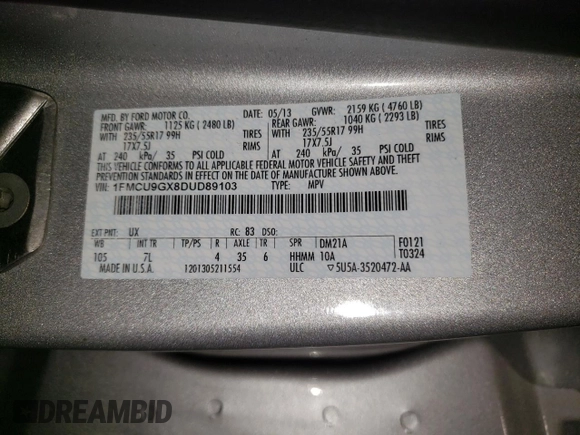 MFD. BY FORD MOTOR CO. DATE: 05/13 GVWR: 2159 KG ( 4760 LB)
FRONT GAWR: 1125 KG ( 2480 LB) REAR GAWR: 1040 KG ( 2293 LB)
WITH 235/55R17 99H TIRES WITH 235/55R17 99H TIRES
17X7.5J RIMS 17X7.5J RIMS
AT 240 kPa/ 35 PSI COLD AT 240 kPa/ 35 PSI COLD
THIS VEHICLE CONFORMS TO ALL APPLICABLE FEDERAL MOTOR VEHICLE SAFETY AND BUMPER
STANDARDS IN EFFECT ON THE DATE OF MANUFACTURE SHOWN ABOVE.
VIN: 1FMCU9GX8DUD89103 TYPE: MPV
EXT PNT: UX RC: 83 DSO:
WB INT TR TP/PS R AXLE TR SPR DM21A F0121
105 7L 4 35 6 HHMM 10A T0324
MADE IN U.S.A. 1201305211554 ULC ▽5U5A-3520472-AA
DREAMBID